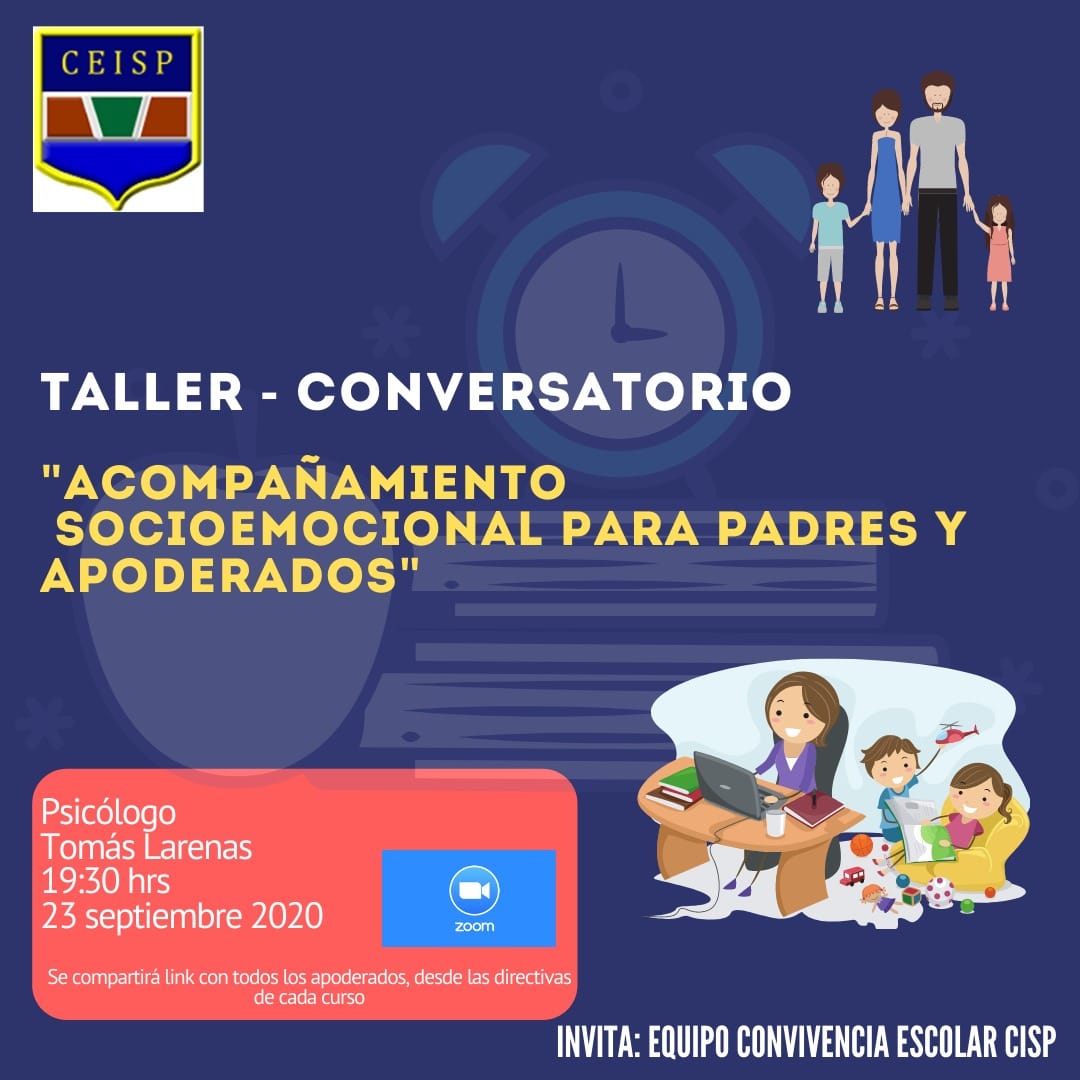 CEISP
TALLER - CONVERSATORIO
"ACOMPAÑAMIENTO
SOCIOEMOCIONAL PARA PADRES Y
APODERADOS"
Psicólogo
Tomás Larenas
19:30 hrs
23 septiembre 2020
zoom
Se compartirá link con todos los apoderados, desde las directivas
de cada curso
INVITA: EQUIPO CONVIVENCIA ESCOLAR CISP